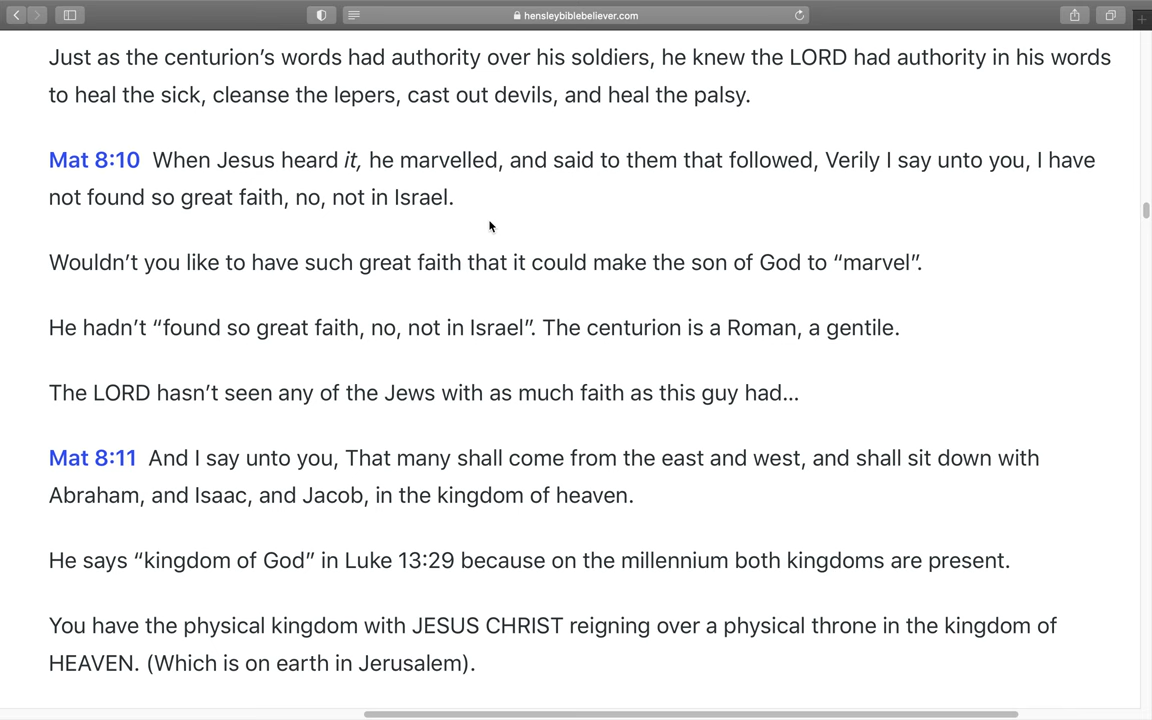 hensleybiblebeliever.com
Just as the centurion’s words had authority over his soldiers, he knew the LORD had authority in his words
to heal the sick, cleanse the lepers, cast out devils, and heal the palsy.
Mat 8:10 When Jesus heard it, he marvelled, and said to them that followed, Verily I say unto you, I have
not found so great faith, no, not in Israel.
Wouldn’t you like to have such great faith that it could make the son of God to “marvel”.
He hadn’t “found so great faith, no, not in Israel”. The centurion is a Roman, a gentile.
The LORD hasn’t seen any of the Jews with as much faith as this guy had…
Mat 8:11 And I say unto you, That many shall come from the east and west, and shall sit down with
Abraham, and Isaac, and Jacob, in the kingdom of heaven.
He says “kingdom of God” in Luke 13:29 because on the millennium both kingdoms are present.
You have the physical kingdom with JESUS CHRIST reigning over a physical throne in the kingdom of
HEAVEN. (Which is on earth in Jerusalem).